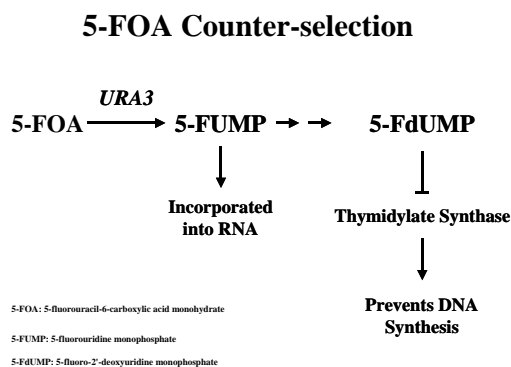 5-FOA Counter-selection
URA3
5-FOA
5-FUMP
5-FdUMP
Incorporated
into RNA
Thymidylate Synthase
Prevents DNA
Synthesis
5-FOA: 5-fluorouracil-6-carboxylic acid monohydrate
5-FUMP: 5-fluorouridine monophosphate
5-FdUMP: 5-fluoro-2'-deoxyuridine monophosphate